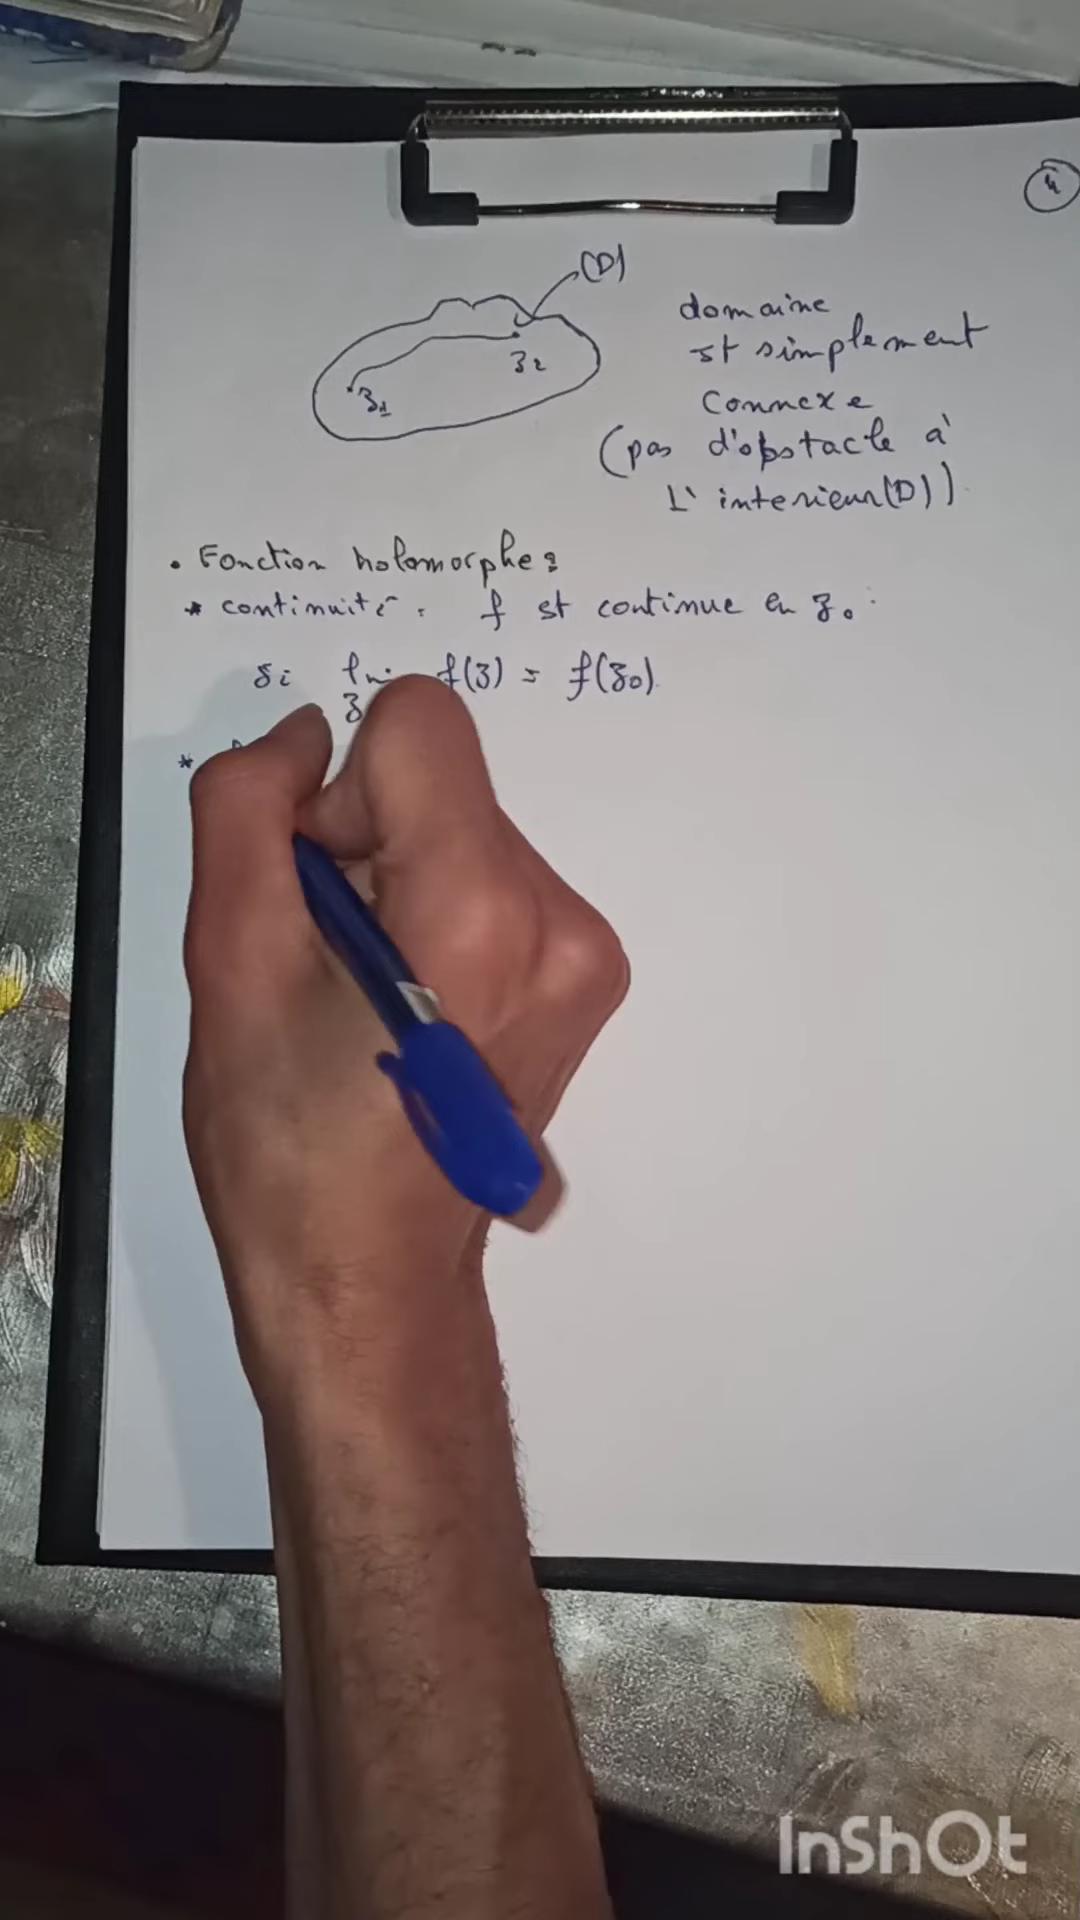 4
(D)
z1
z2
domaine
st simplement
connexe
(pas d'obstacle à
l'interieur(D))
• Fonction holomorphe :
* continuité : f st continue en z0 :
si f(z) = f(z0).
z
*
InShOt